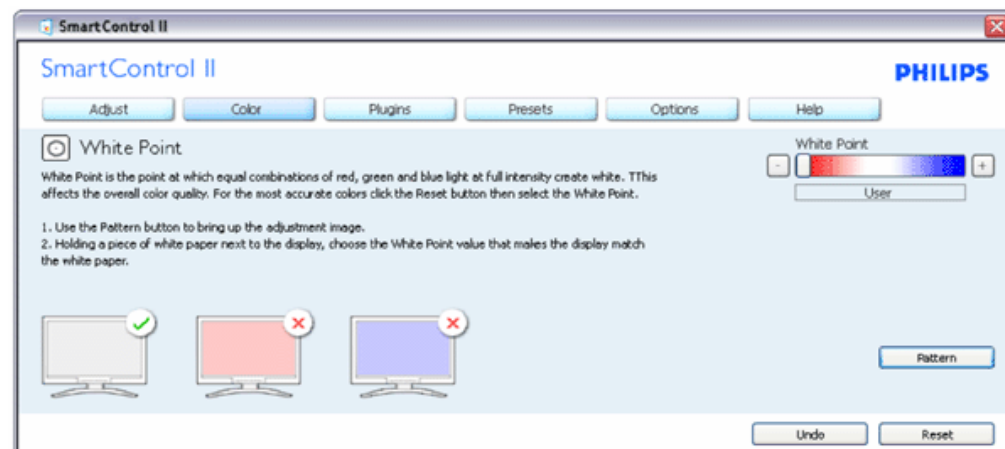 SmartControl II
SmartControl II
PHILIPS
Adjust Color Plugins Presets Options Help
White Point
White Point is the point at which equal combinations of red, green and blue light at full intensity create white. TThis
affects the overall color quality. For the most accurate colors click the Reset button then select the White Point.
1. Use the Pattern button to bring up the adjustment image.
2. Holding a piece of white paper next to the display, choose the White Point value that makes the display match
the white paper.
White Point
- +
User
Pattern
Undo Reset